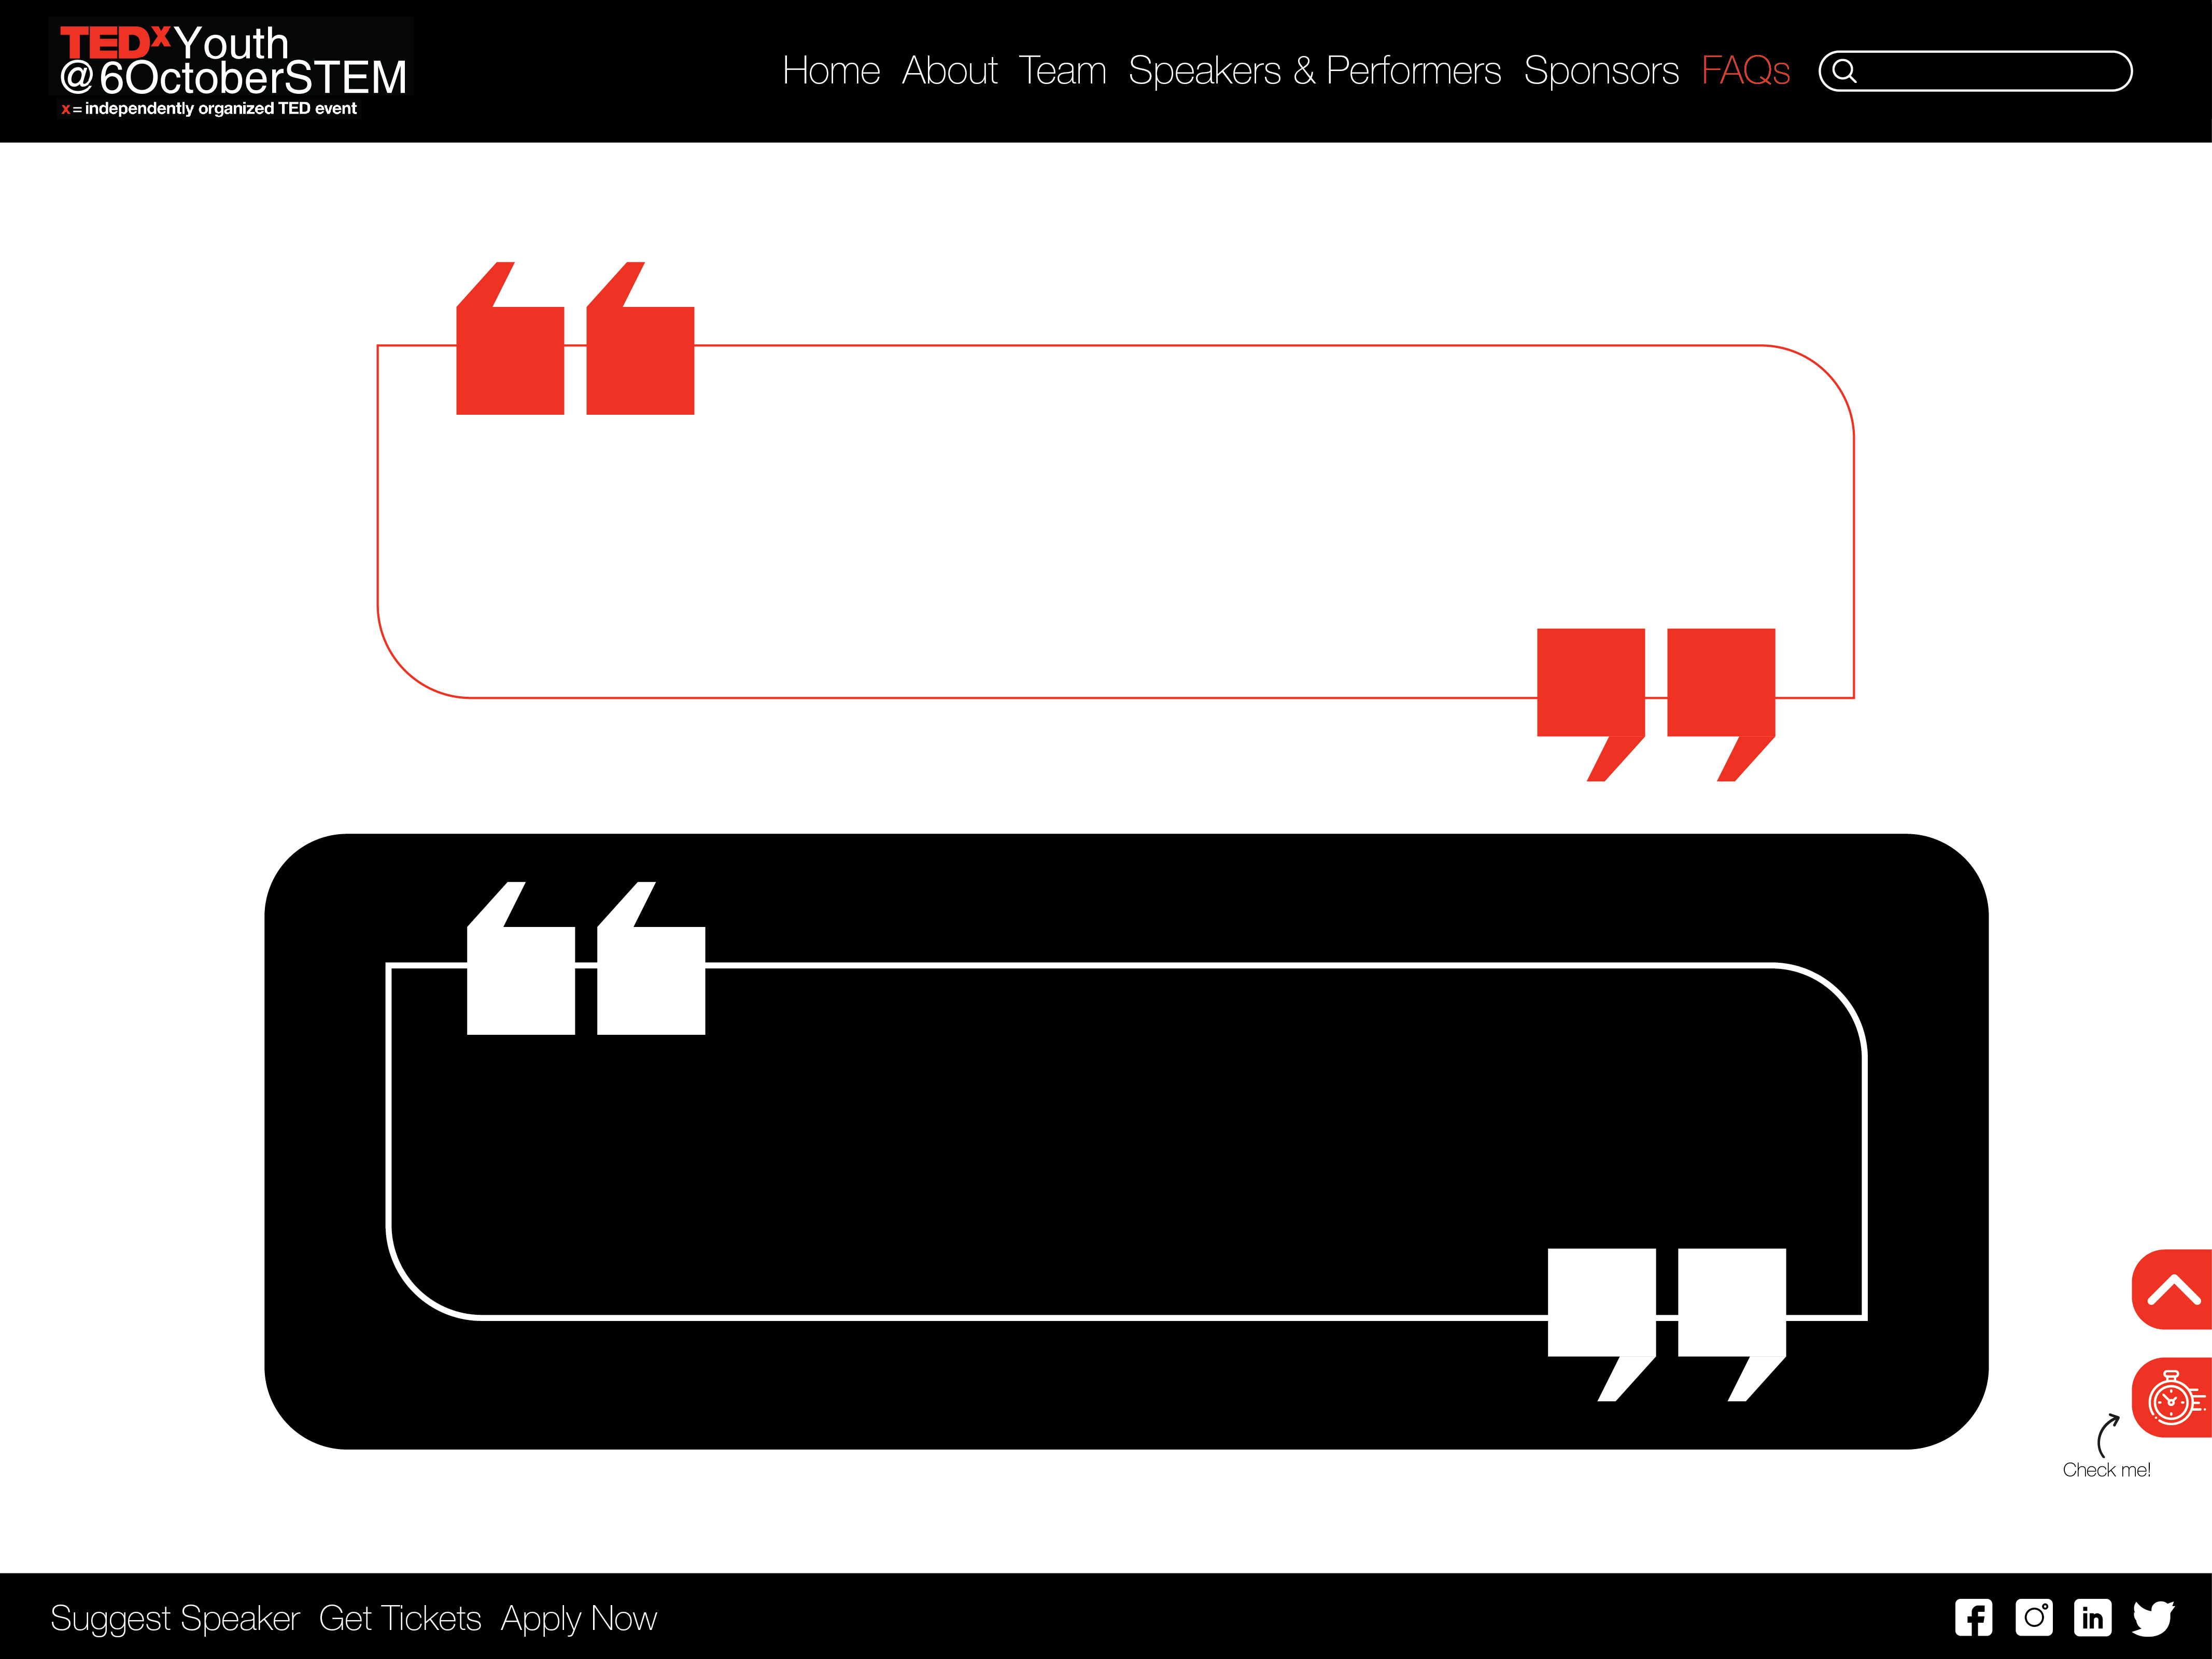 TEDxYouth
@6OctoberSTEM
x = independently organized TED event
Home About Team Speakers & Performers Sponsors FAQs
Check me!
Suggest Speaker Get Tickets Apply Now